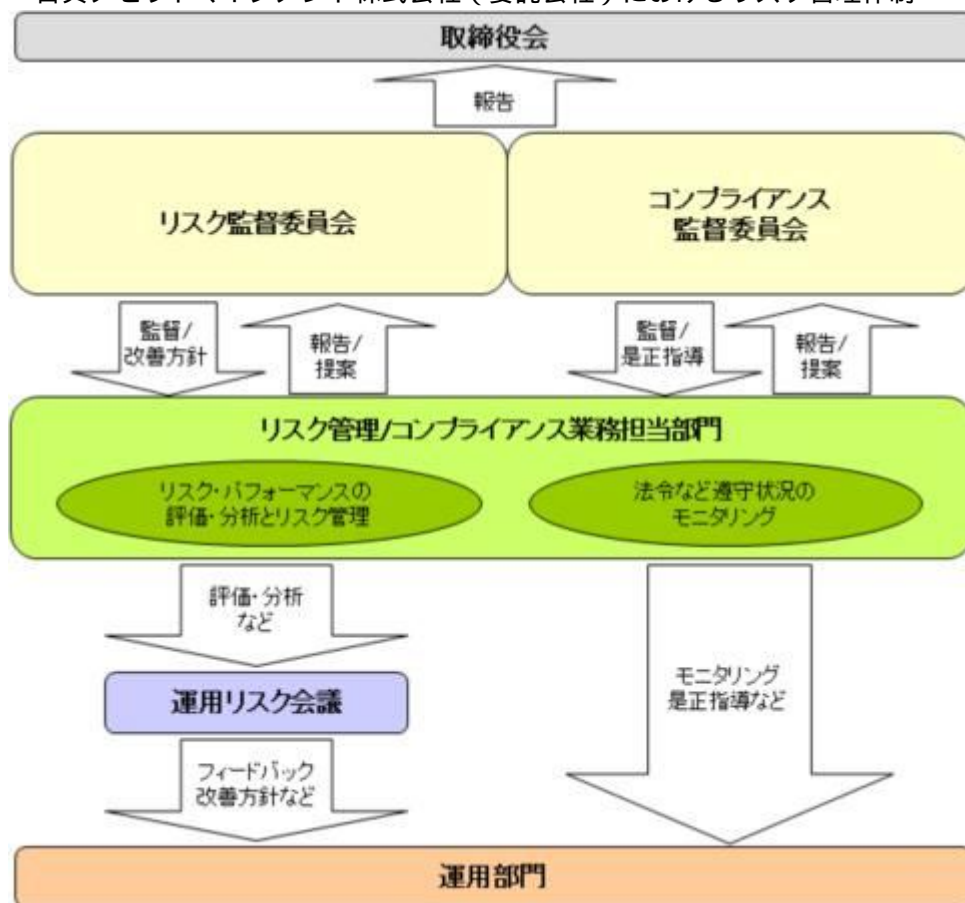 取締役会
報告
リスク監督委員会
コンプライアンス
監督委員会
監督/
改善方針
報告/
提案
監督/
是正指導
報告/
提案
リスク管理/コンプライアンス業務担当部門
リスク・パフォーマンスの
評価・分析とリスク管理
法令など遵守状況の
モニタリング
評価・分析
など
運用リスク会議
モニタリング
是正指導など
フィードバック
改善方針など
運用部門